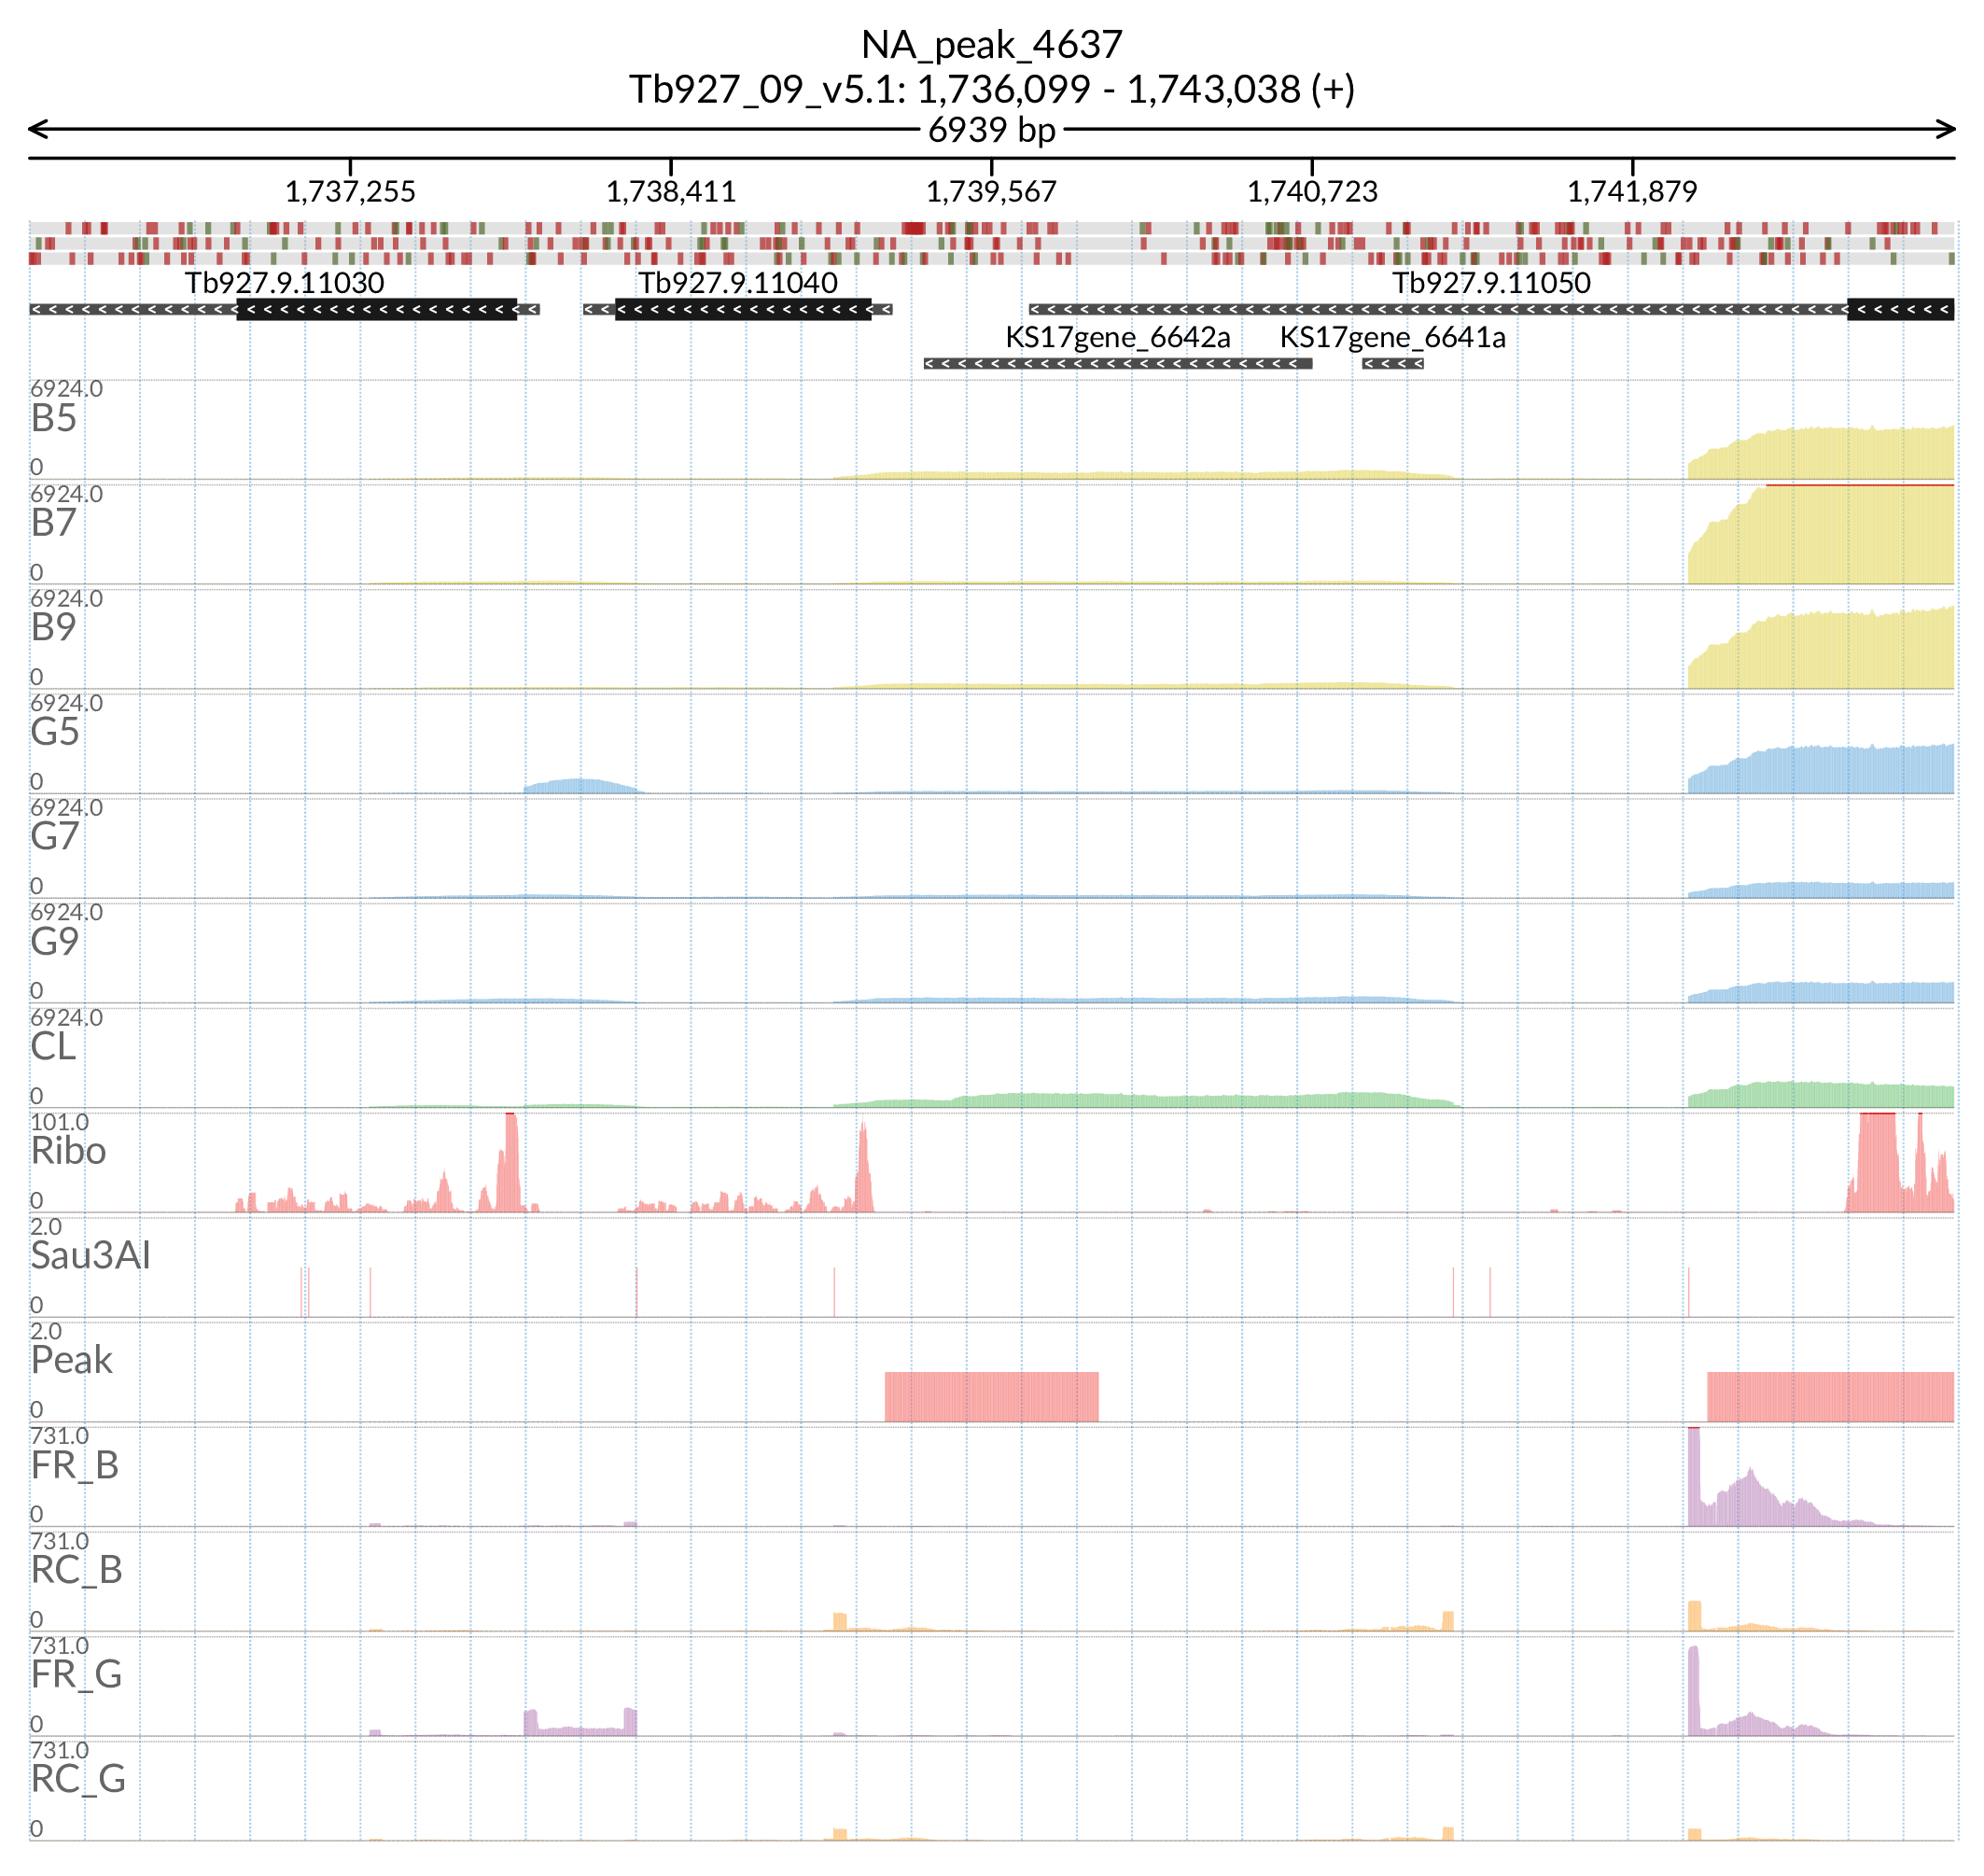 NA_peak_4637
Tb927_09_v5.1: 1,736,099 - 1,743,038 (+)
6939 bp
1,737,255 1,738,411 1,739,567 1,740,723 1,741,879
Tb927.9.11030 Tb927.9.11040 Tb927.9.11050
KS17gene_6642a KS17gene_6641a
6924.0
B5
0
6924.0
B7
0
6924.0
B9
0
6924.0
G5
0
6924.0
G7
0
6924.0
G9
0
6924.0
CL
0
101.0
Ribo
0
2.0
Sau3AI
0
2.0
Peak
0
731.0
FR_B
0
731.0
RC_B
0
731.0
FR_G
0
731.0
RC_G
0